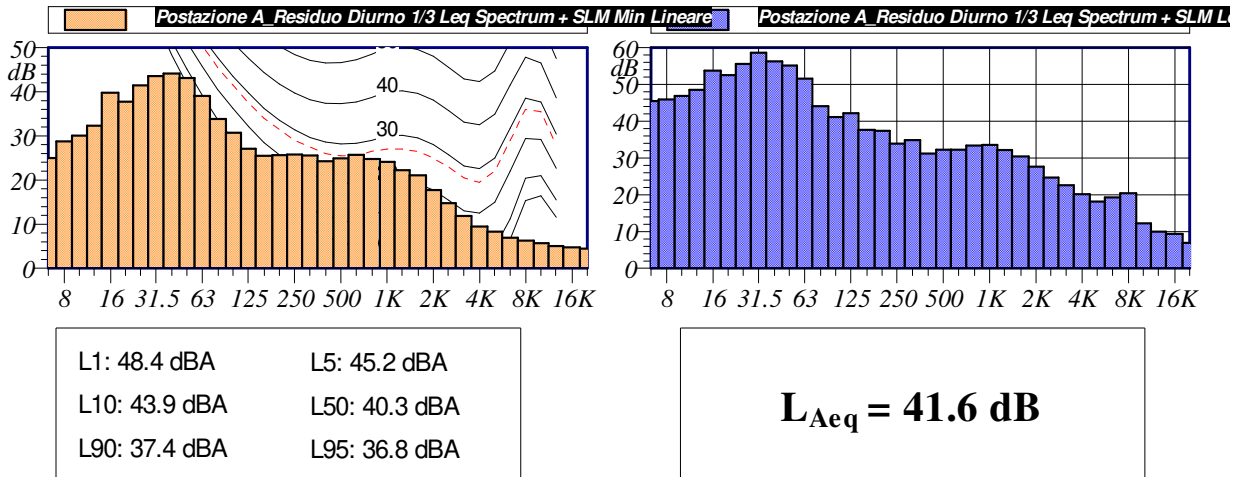 Postazione A_Residuo Diurno 1/3 Leq Spectrum + SLM Min Lineare
Postazione A_Residuo Diurno 1/3 Leq Spectrum + SLM
50
dB
40
30
20
10
0
40
30
8 16 31.5 63 125 250 500 1K 2K 4K 8K 16K
60
dB
50
40
30
20
10
0
8 16 31.5 63 125 250 500 1K 2K 4K 8K 16K
L1: 48.4 dBA L5: 45.2 dBA
L10: 43.9 dBA L50: 40.3 dBA
L90: 37.4 dBA L95: 36.8 dBA
LAeq = 41.6 dB